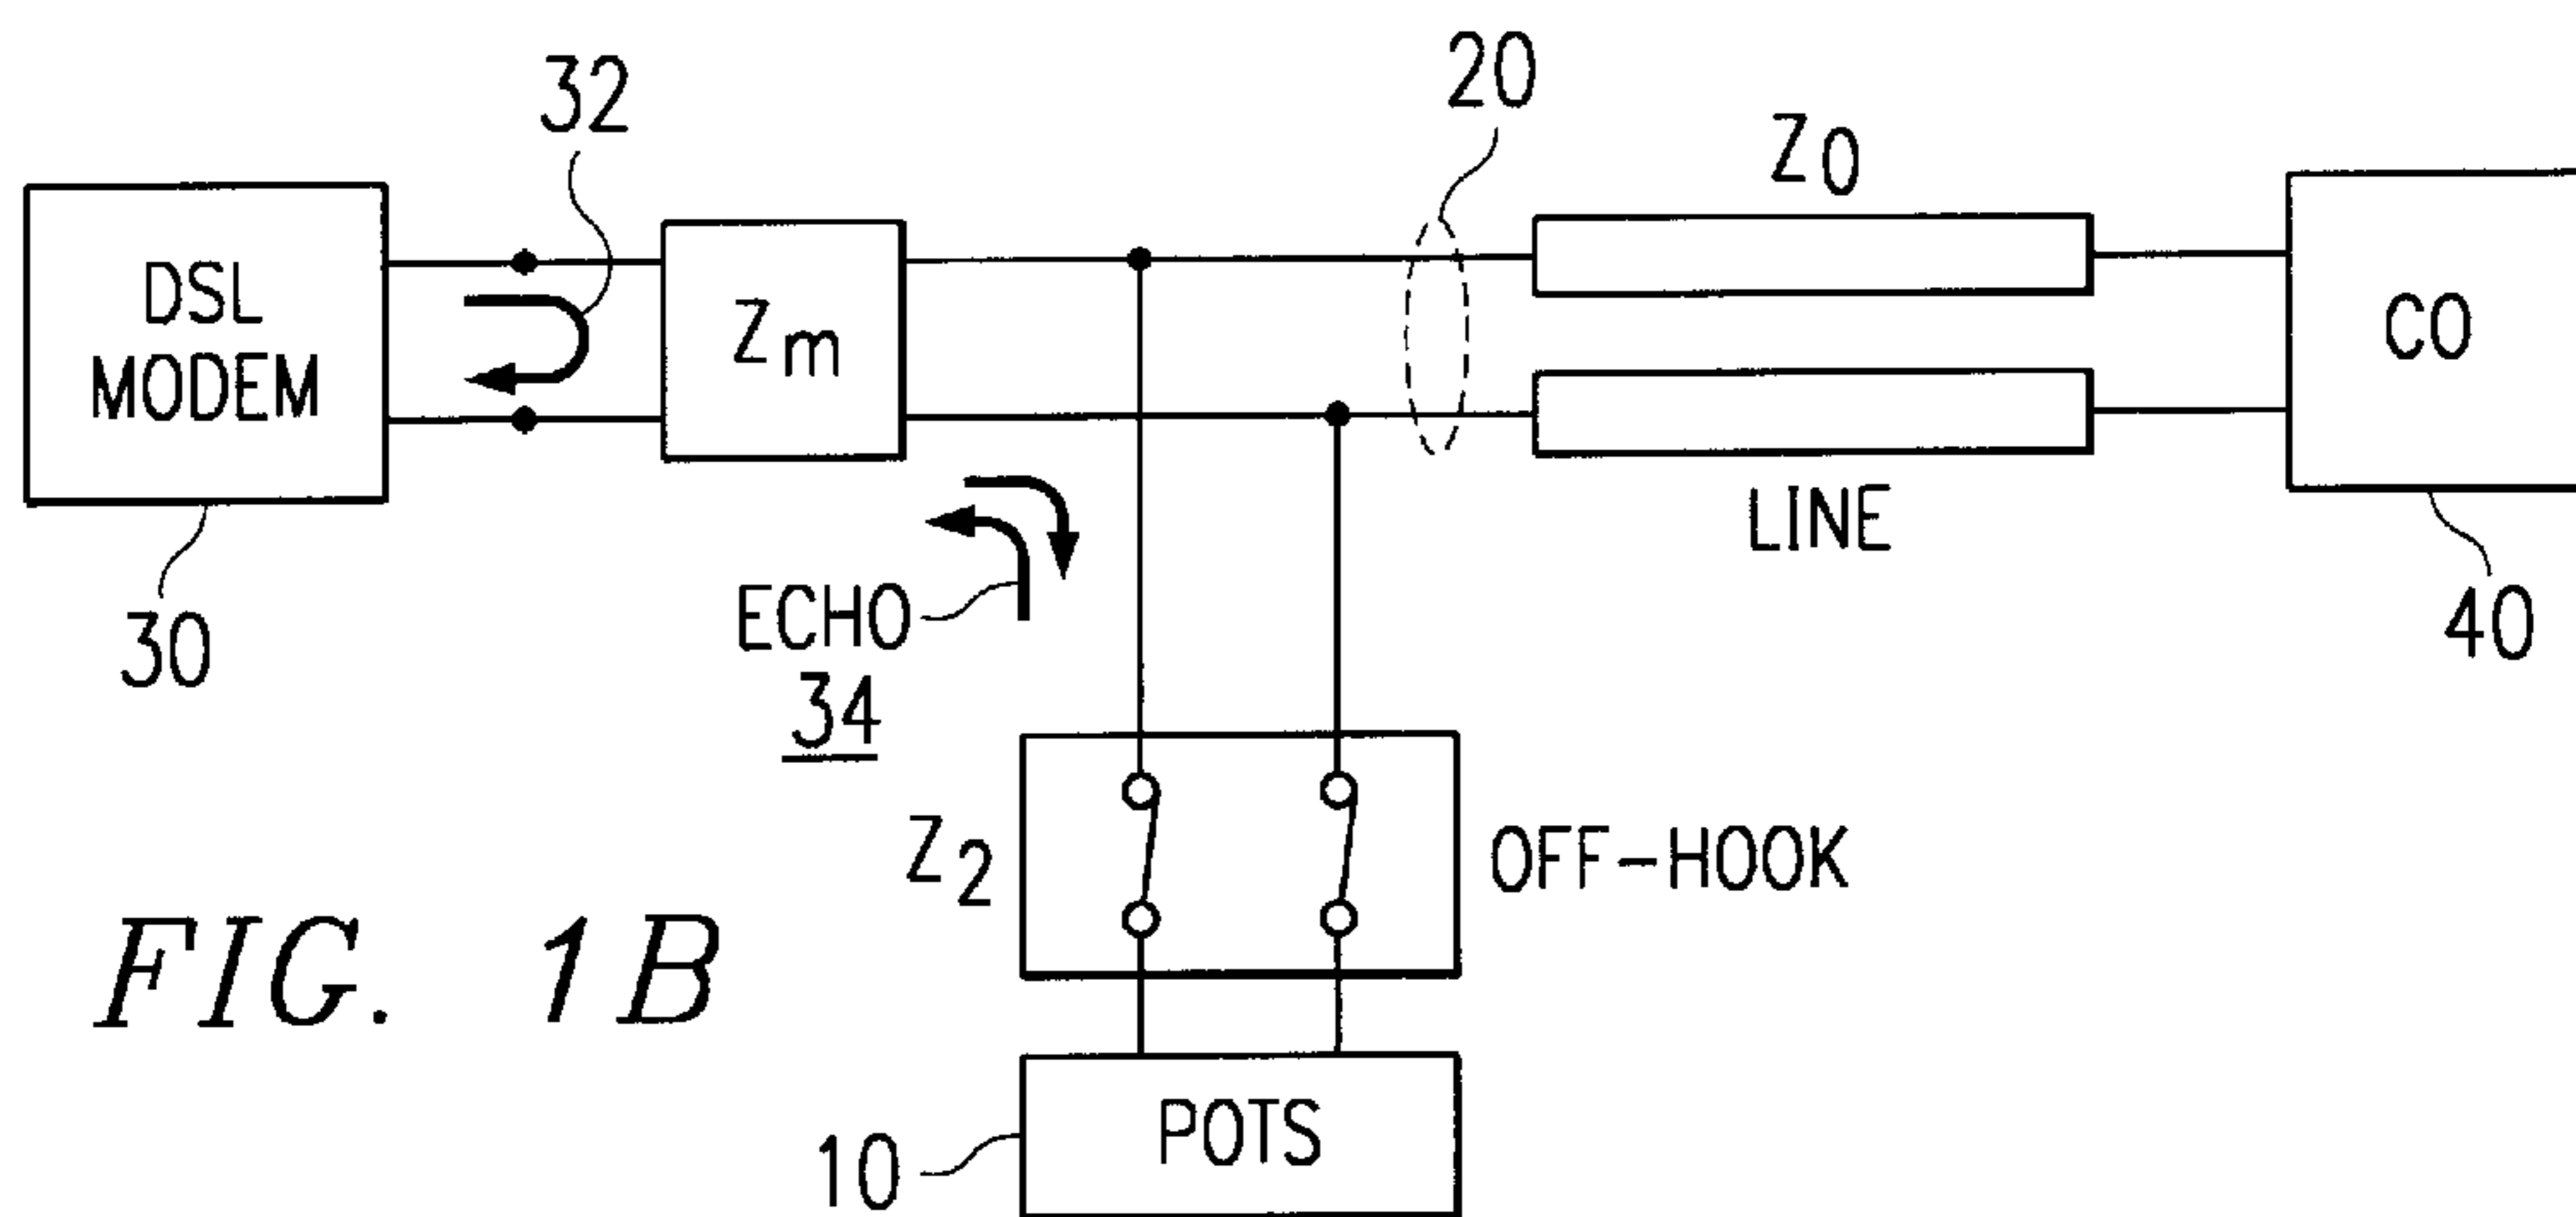 32
20
Z0
DSL
MODEM
Zm
CO
LINE
30
ECHO
34
40
Z2
OFF-HOOK
FIG. 1B
10
POTS